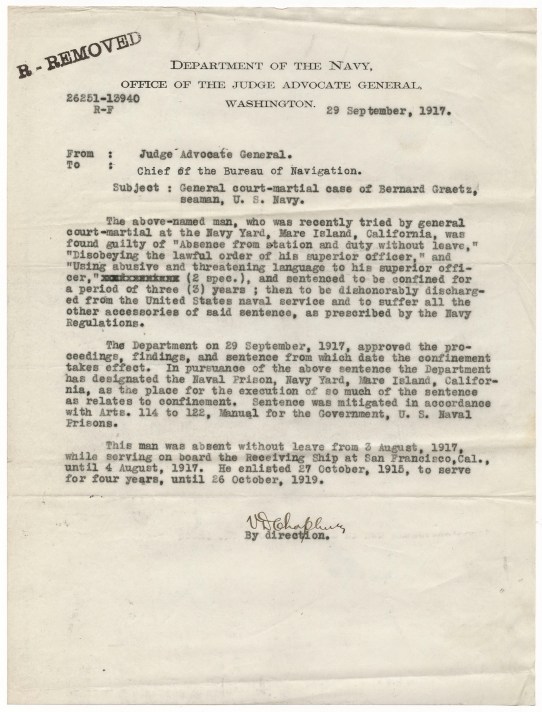 R - REMOVED
DEPARTMENT OF THE NAVY,
OFFICE OF THE JUDGE ADVOCATE GENERAL,
WASHINGTON.
26251-13940
R-F
29 September, 1917.
From : Judge Advocate General.
To : Chief of the Bureau of Navigation.
Subject : General court-martial case of Bernard Graetz,
seaman, U. S. Navy.
The above-named man, who was recently tried by general
court-martial at the Navy Yard, Mare Island, California, was
found guilty of "Absence from station and duty without leave,"
"Disobeying the lawful order of his superior officer," and
"Using abusive and threatening language to his superior offi-
cer," (2 spec.), and sentenced to be confined for
a period of three (3) years ; then to be dishonorably discharg-
ed from the United States naval service and to suffer all the
other accessories of said sentence, as prescribed by the Navy
Regulations.
The Department on 29 September, 1917, approved the pro-
ceedings, findings, and sentence from which date the confinement
takes effect. In pursuance of the above sentence the Department
has designated the Naval Prison, Navy Yard, Mare Island, Califor-
nia, as the place for the execution of so much of the sentence
as relates to confinement. Sentence was mitigated in accordance
with Arts. 114 to 122, Manual for the Government, U. S. Naval
Prisons.
This man was absent without leave from 3 August, 1917,
while serving on board the Receiving Ship at San Francisco,Cal.,
until 4 August, 1917. He enlisted 27 October, 1915, to serve
for four years, until 26 October, 1919.
By direction.